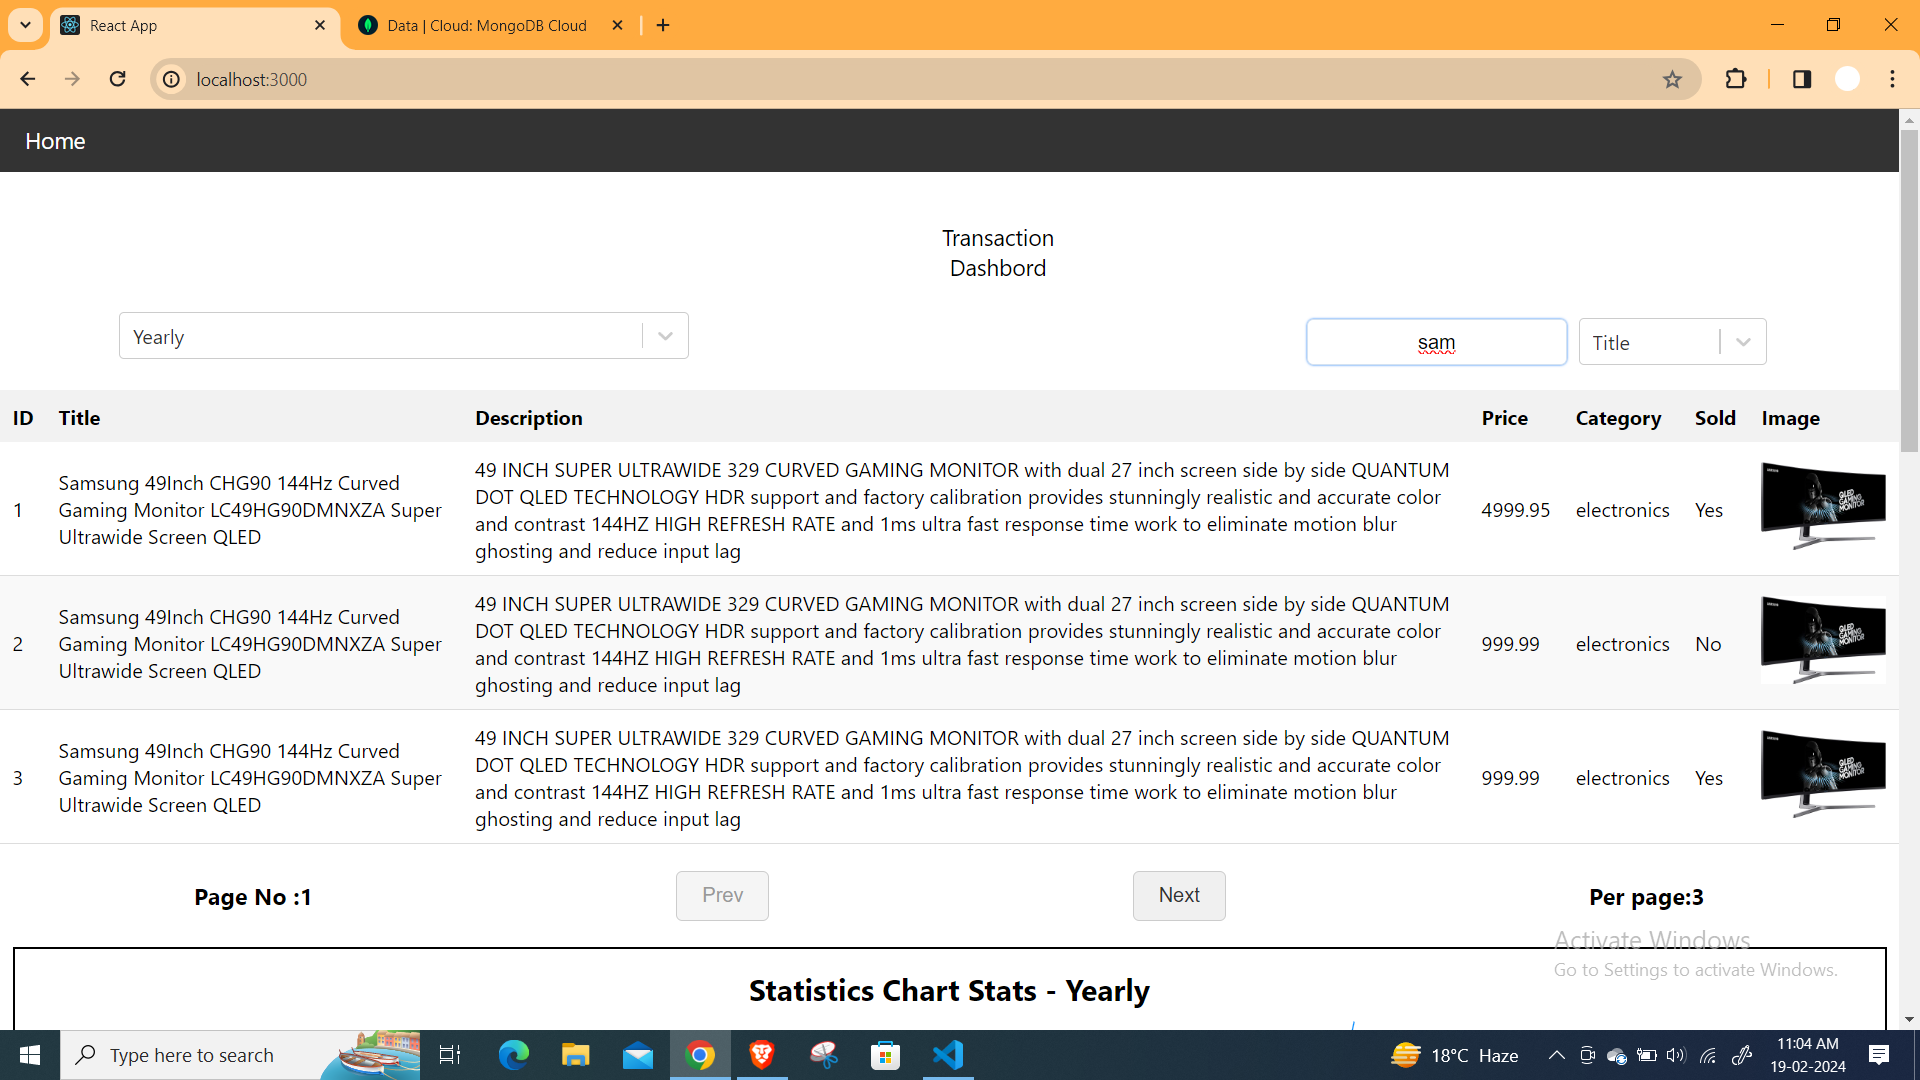 React App
Data | Cloud: MongoDB Cloud
localhost:3000
Home
Transaction
Dashbord
Yearly
sam
Title
ID Title Description Price Category Sold Image
1 Samsung 49Inch CHG90 144Hz Curved
Gaming Monitor LC49HG90DMNXZA Super
Ultrawide Screen QLED
49 INCH SUPER ULTRAWIDE 329 CURVED GAMING MONITOR with dual 27 inch screen side by side QUANTUM
DOT QLED TECHNOLOGY HDR support and factory calibration provides stunningly realistic and accurate color
and contrast 144HZ HIGH REFRESH RATE and 1ms ultra fast response time work to eliminate motion blur
ghosting and reduce input lag
4999.95 electronics Yes
QLED
GAMING
MONITOR
2 Samsung 49Inch CHG90 144Hz Curved
Gaming Monitor LC49HG90DMNXZA Super
Ultrawide Screen QLED
49 INCH SUPER ULTRAWIDE 329 CURVED GAMING MONITOR with dual 27 inch screen side by side QUANTUM
DOT QLED TECHNOLOGY HDR support and factory calibration provides stunningly realistic and accurate color
and contrast 144HZ HIGH REFRESH RATE and 1ms ultra fast response time work to eliminate motion blur
ghosting and reduce input lag
999.99 electronics No
QLED
GAMING
MONITOR
3 Samsung 49Inch CHG90 144Hz Curved
Gaming Monitor LC49HG90DMNXZA Super
Ultrawide Screen QLED
49 INCH SUPER ULTRAWIDE 329 CURVED GAMING MONITOR with dual 27 inch screen side by side QUANTUM
DOT QLED TECHNOLOGY HDR support and factory calibration provides stunningly realistic and accurate color
and contrast 144HZ HIGH REFRESH RATE and 1ms ultra fast response time work to eliminate motion blur
ghosting and reduce input lag
999.99 electronics Yes
QLED
GAMING
MONITOR
Page No :1
Prev
Next
Per page:3
Activate Windows
Go to Settings to activate Windows.
Statistics Chart Stats - Yearly
Type here to search
18°C Haze
11:04 AM
19-02-2024